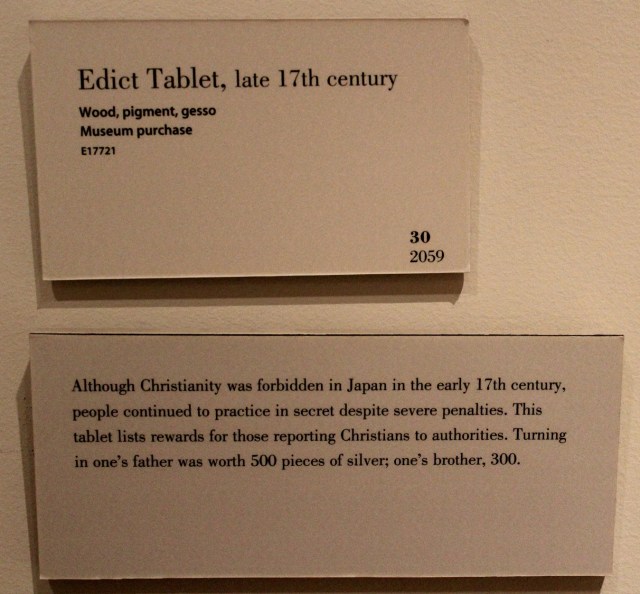 Edict Tablet, late 17th century
Wood, pigment, gesso
Museum purchase
E17721
30
2059
Although Christianity was forbidden in Japan in the early 17th century,
people continued to practice in secret despite severe penalties. This
tablet lists rewards for those reporting Christians to authorities. Turning
in one's father was worth 500 pieces of silver; one's brother, 300.